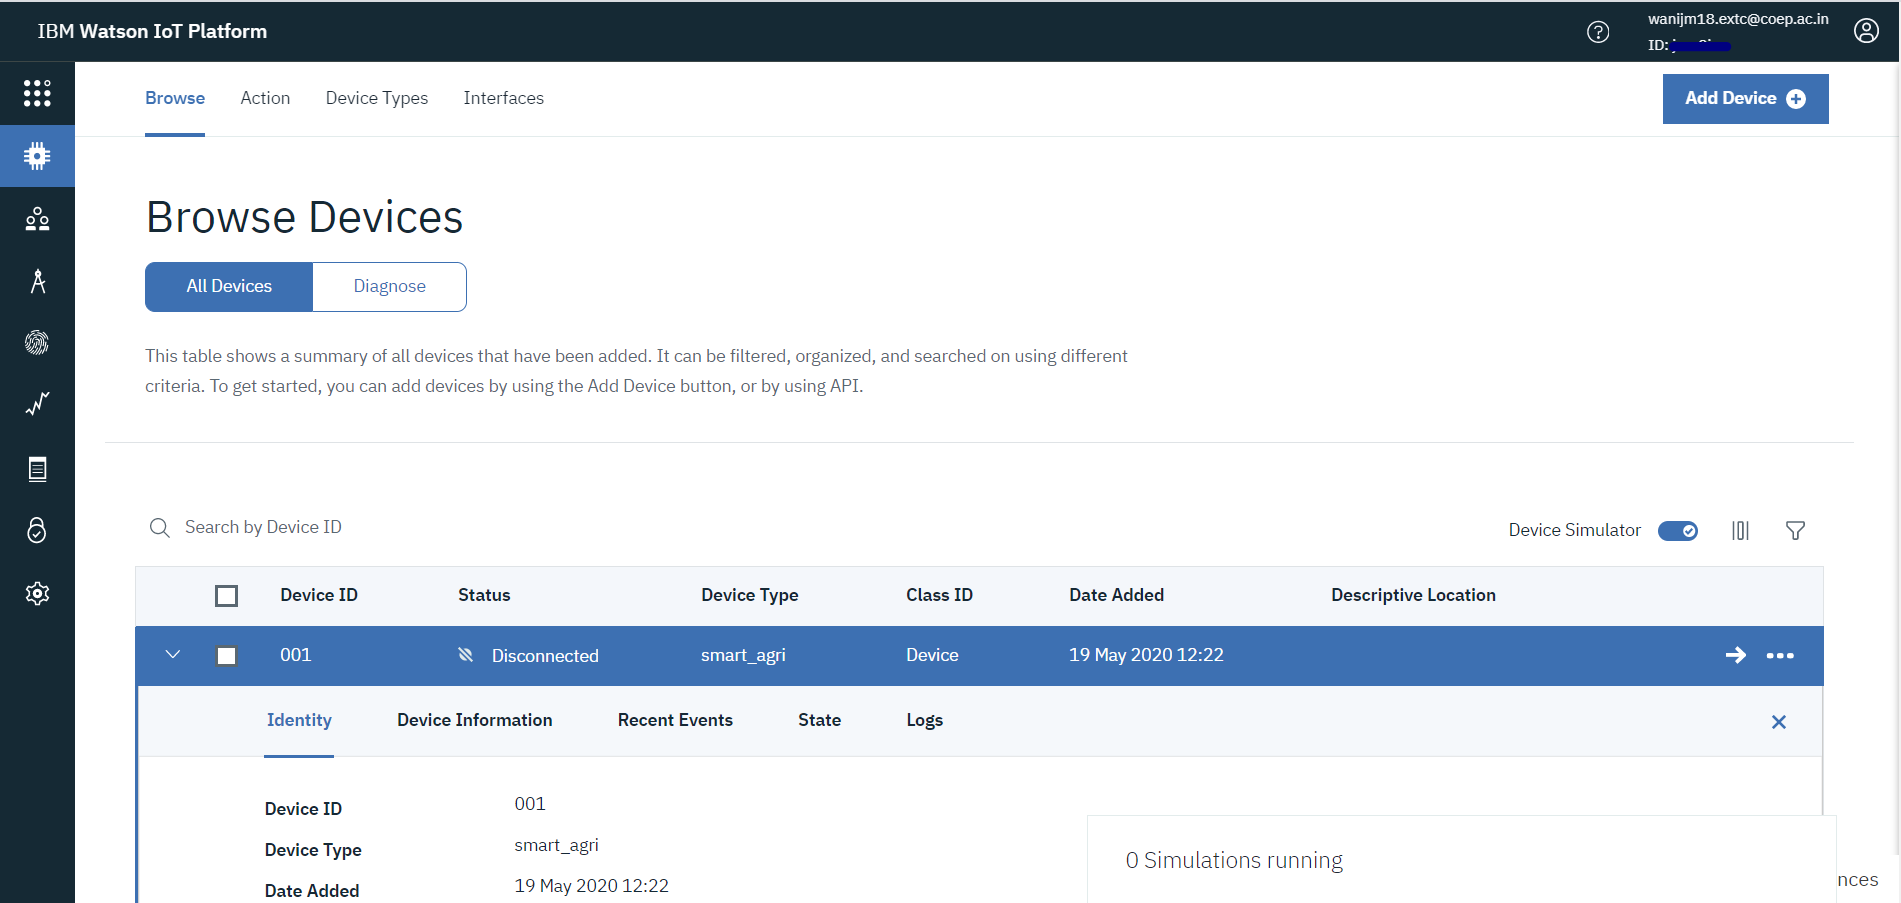 IBM Watson IoT Platform
wanijm18.extc@coep.ac.in
ID:
Browse Action Device Types Interfaces
Add Device
Browse Devices
All Devices Diagnose
This table shows a summary of all devices that have been added. It can be filtered, organized, and searched on using different
criteria. To get started, you can add devices by using the Add Device button, or by using API.
Search by Device ID
Device Simulator
Device ID Status Device Type Class ID Date Added Descriptive Location
001 Disconnected smart_agri Device 19 May 2020 12:22
Identity Device Information Recent Events State Logs
Device ID 001
Device Type smart_agri
Date Added 19 May 2020 12:22
0 Simulations running
nces